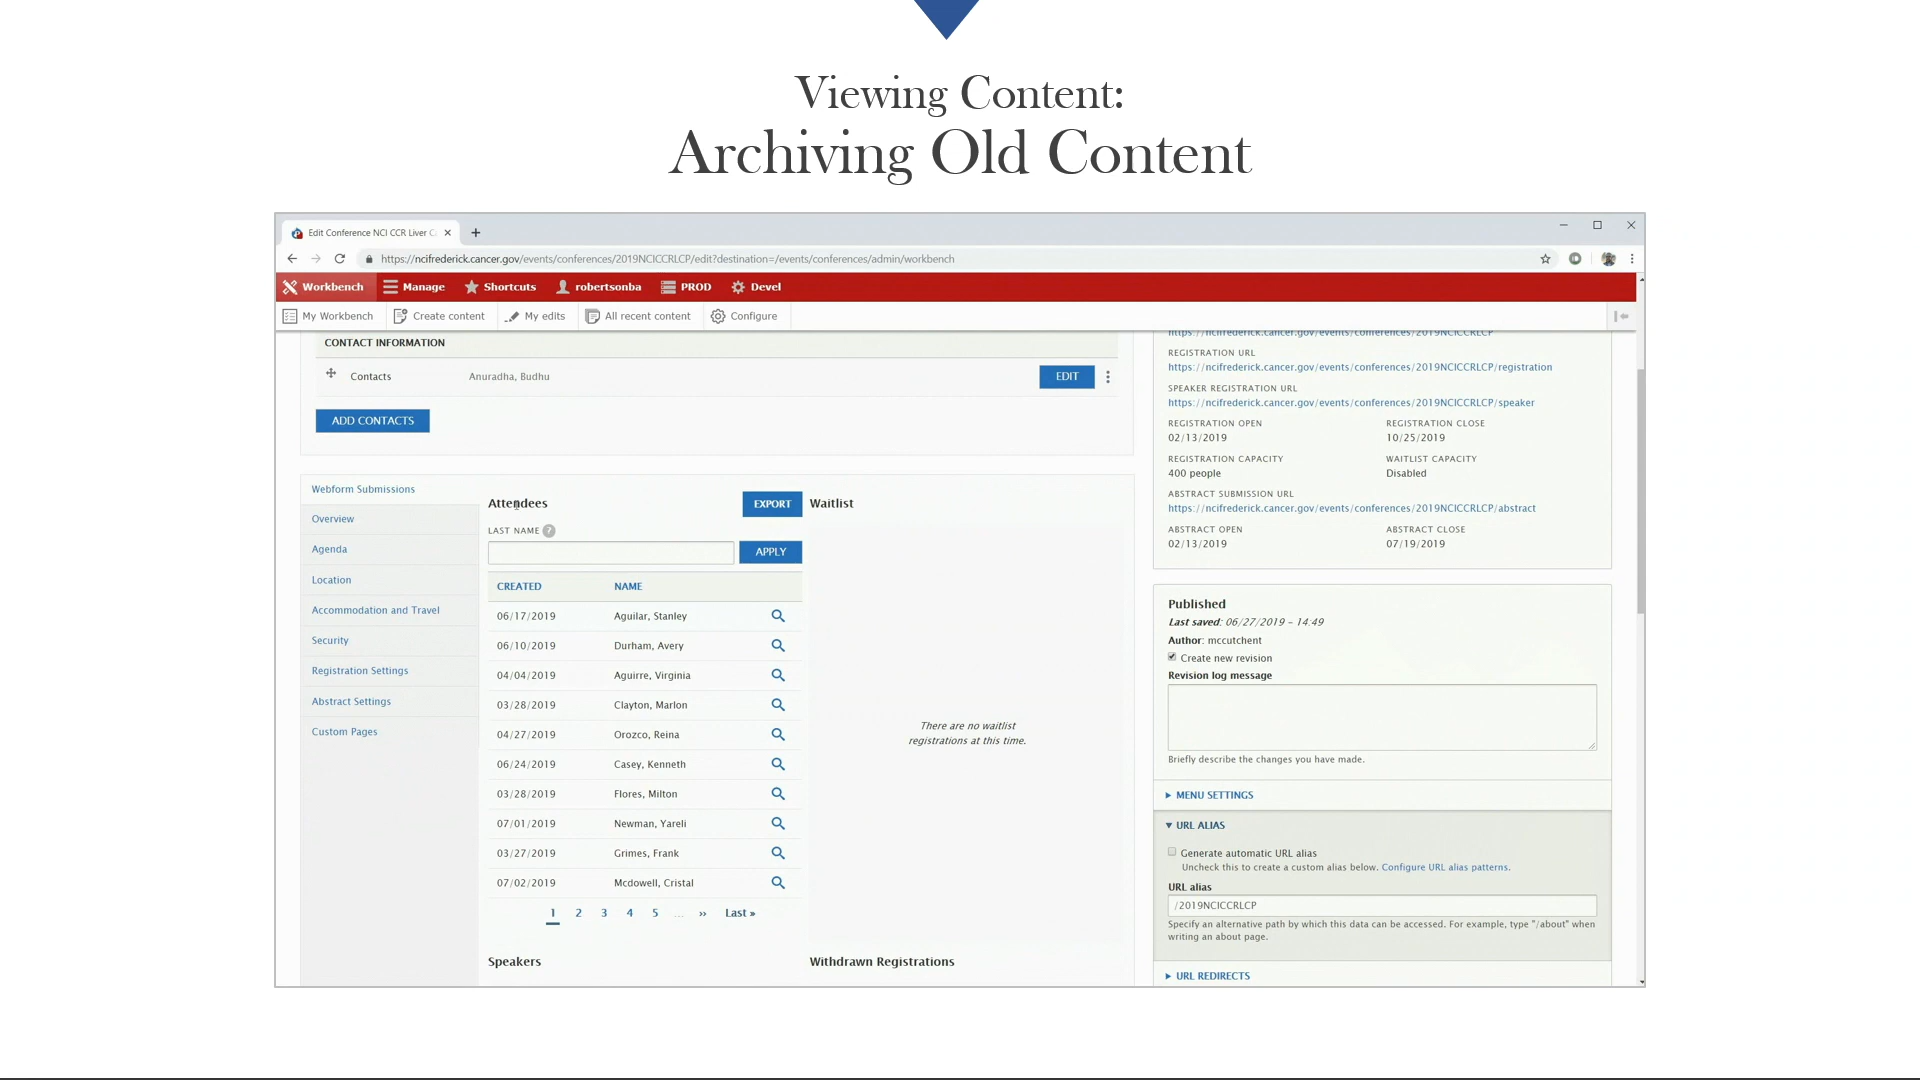 Viewing Content:
Archiving Old Content
Edit Conference NCI CCR Liver C
https://ncifrederick.cancer.gov/events/conferences/2019NCICCRLCP/edit?destination=/events/conferences/admin/workbench
Workbench Manage Shortcuts robertsonba PROD Devel
My Workbench Create content My edits All recent content Configure
CONTACT INFORMATION
Contacts Anuradha, Budhu EDIT
ADD CONTACTS
Webform Submissions
Overview
Agenda
Location
Accommodation and Travel
Security
Registration Settings
Abstract Settings
Custom Pages
Attendees EXPORT
LAST NAME ?
APPLY
CREATED NAME
06/17/2019 Aguilar, Stanley
06/10/2019 Durham, Avery
04/04/2019 Aguirre, Virginia
03/28/2019 Clayton, Marlon
04/27/2019 Orozco, Reina
06/24/2019 Casey, Kenneth
03/28/2019 Flores, Milton
07/01/2019 Newman, Yareli
03/27/2019 Grimes, Frank
07/02/2019 Mcdowell, Cristal
1 2 3 4 5 ... ›› Last »
Speakers
Waitlist
There are no waitlist
registrations at this time.
Withdrawn Registrations
https://ncifrederick.cancer.gov/events/conferences/2019NCICCRLCP
REGISTRATION URL
https://ncifrederick.cancer.gov/events/conferences/2019NCICCRLCP/registration
SPEAKER REGISTRATION URL
https://ncifrederick.cancer.gov/events/conferences/2019NCICCRLCP/speaker
REGISTRATION OPEN REGISTRATION CLOSE
02/13/2019 10/25/2019
REGISTRATION CAPACITY WAITLIST CAPACITY
400 people Disabled
ABSTRACT SUBMISSION URL
https://ncifrederick.cancer.gov/events/conferences/2019NCICCRLCP/abstract
ABSTRACT OPEN ABSTRACT CLOSE
02/13/2019 07/19/2019
Published
Last saved: 06/27/2019 - 14:49
Author: mccutchent
Create new revision
Revision log message
Briefly describe the changes you have made.
MENU SETTINGS
URL ALIAS
Generate automatic URL alias
Uncheck this to create a custom alias below. Configure URL alias patterns.
URL alias
/2019NCICCRLCP
Specify an alternative path by which this data can be accessed. For example, type "/about" when
writing an about page.
URL REDIRECTS